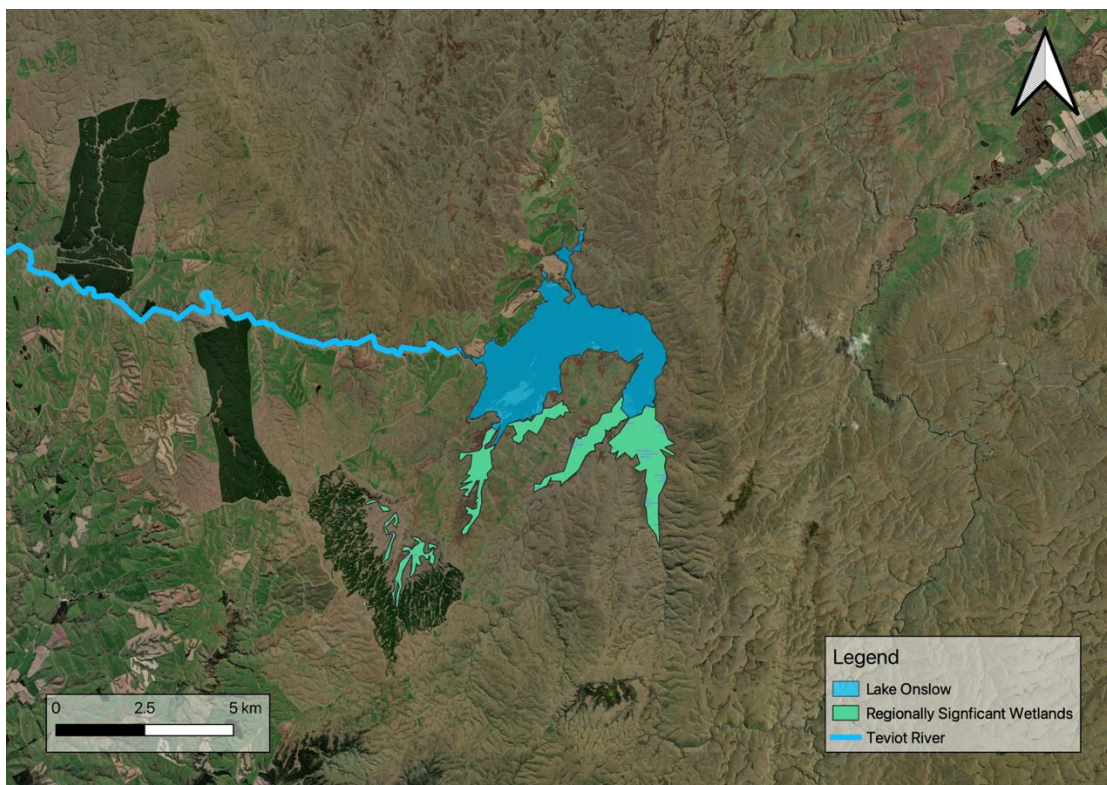 Legend
Lake Onslow
Regionally Signficant Wetlands
Teviot River
0 2.5 5 km